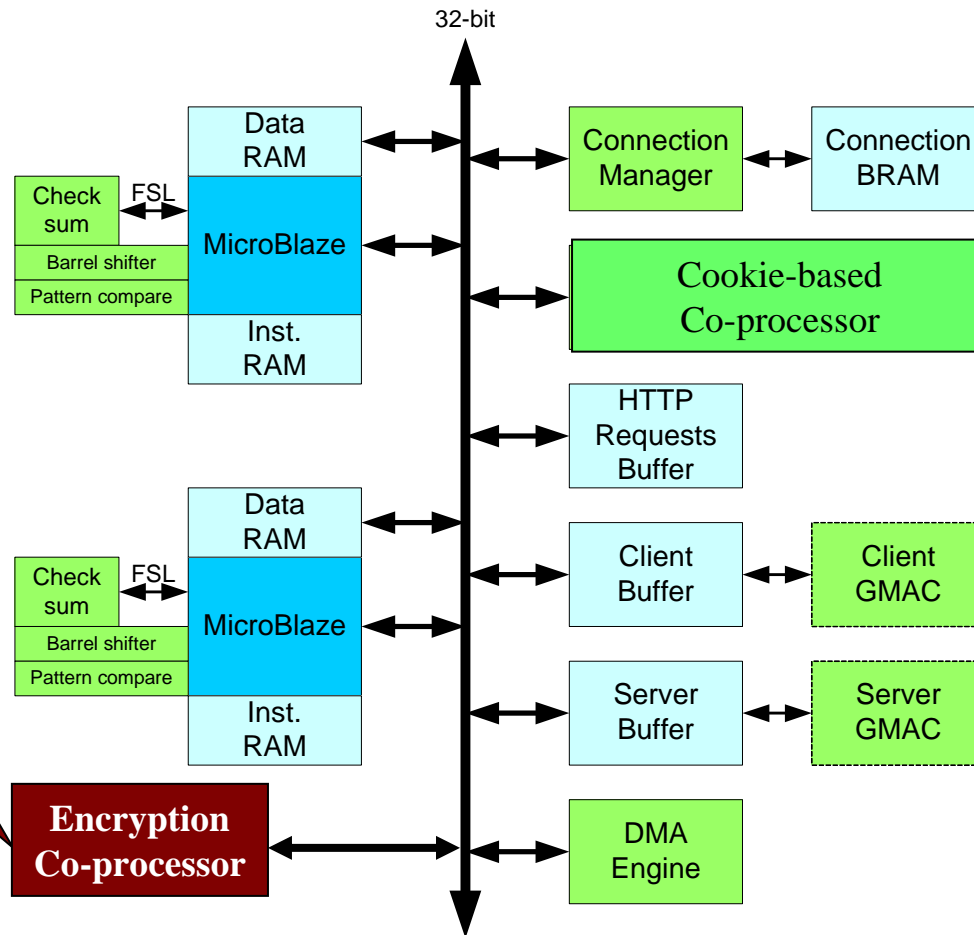 32-bit
Data
RAM
Check
sum
FSL
MicroBlaze
Barrel shifter
Pattern compare
Inst.
RAM
Connection
Manager
Connection
BRAM
Cookie-based
Co-processor
HTTP
Requests
Buffer
Data
RAM
Check
sum
FSL
MicroBlaze
Barrel shifter
Pattern compare
Inst.
RAM
Client
Buffer
Client
GMAC
Server
Buffer
Server
GMAC
Encryption
Co-processor
DMA
Engine